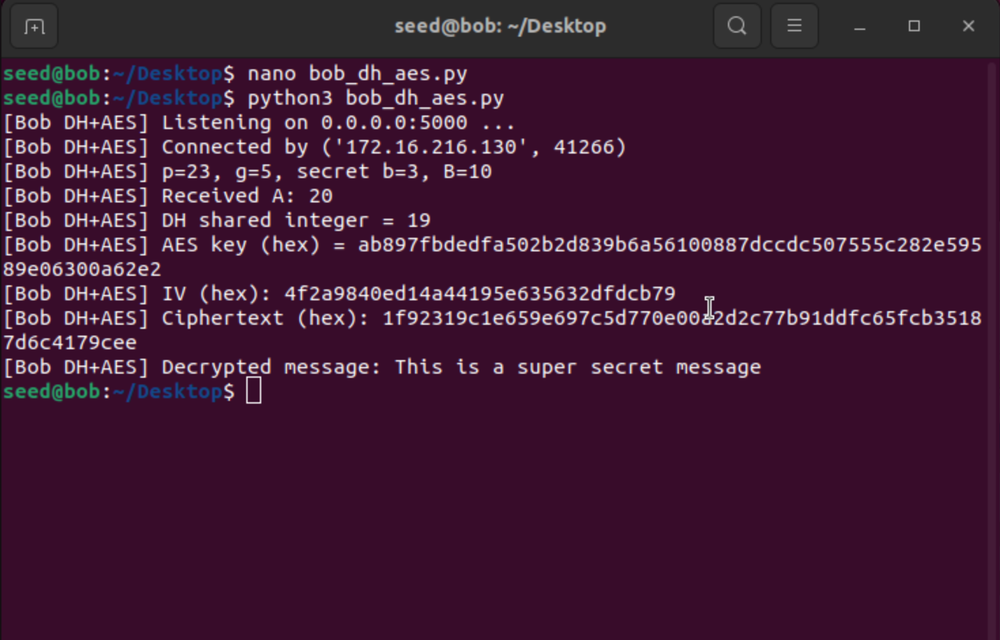 seed@bob: ~/Desktop
seed@bob:~/Desktop$ nano bob_dh_aes.py
seed@bob:~/Desktop$ python3 bob_dh_aes.py
[Bob DH+AES] Listening on 0.0.0.0:5000 ...
[Bob DH+AES] Connected by ('172.16.216.130', 41266)
[Bob DH+AES] p=23, g=5, secret b=3, B=10
[Bob DH+AES] Received A: 20
[Bob DH+AES] DH shared integer = 19
[Bob DH+AES] AES key (hex) = ab897fbdedfa502b2d839b6a56100887dccdc507555c282e595
89e06300a62e2
[Bob DH+AES] IV (hex): 4f2a9840ed14a44195e635632dfdcb79
[Bob DH+AES] Ciphertext (hex): 1f92319c1e659e697c5d770e00a2d2c77b91ddfc65fcb3518
7d6c4179cee
[Bob DH+AES] Decrypted message: This is a super secret message
seed@bob:~/Desktop$